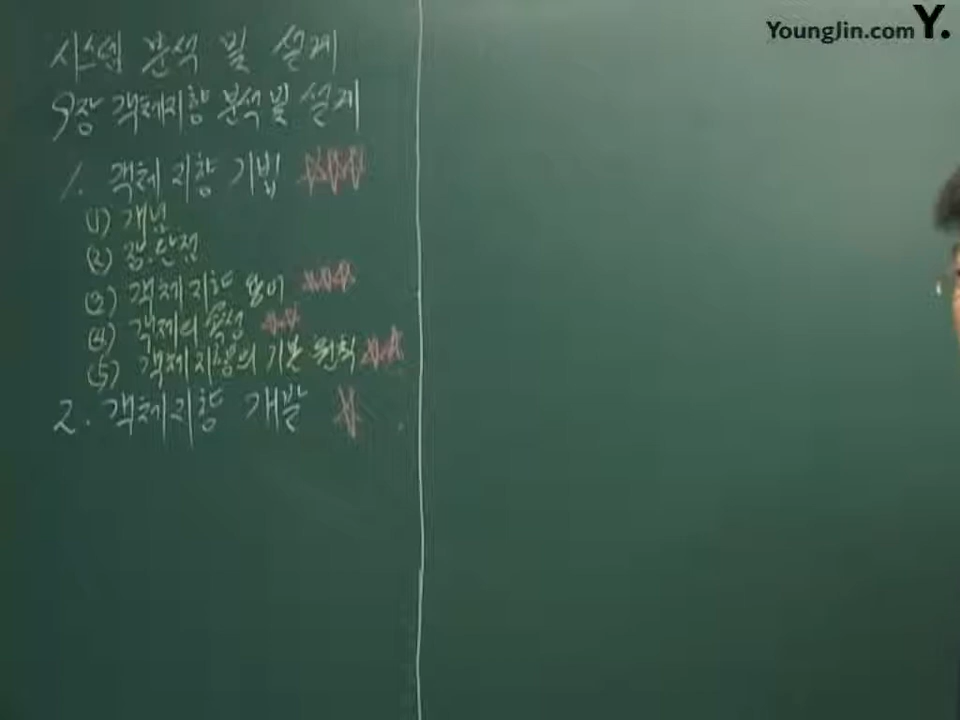 YoungJin.com Y.
시스템 분석 및 설계
9장 객체지향 분석 및 설계
1. 객체 지향 기법
(1) 개념
(2) 장·단점
(3) 객체지향 용어
(4) 객체의 속성
(5) 객체지향의 기본 원칙
2. 객체지향 개발